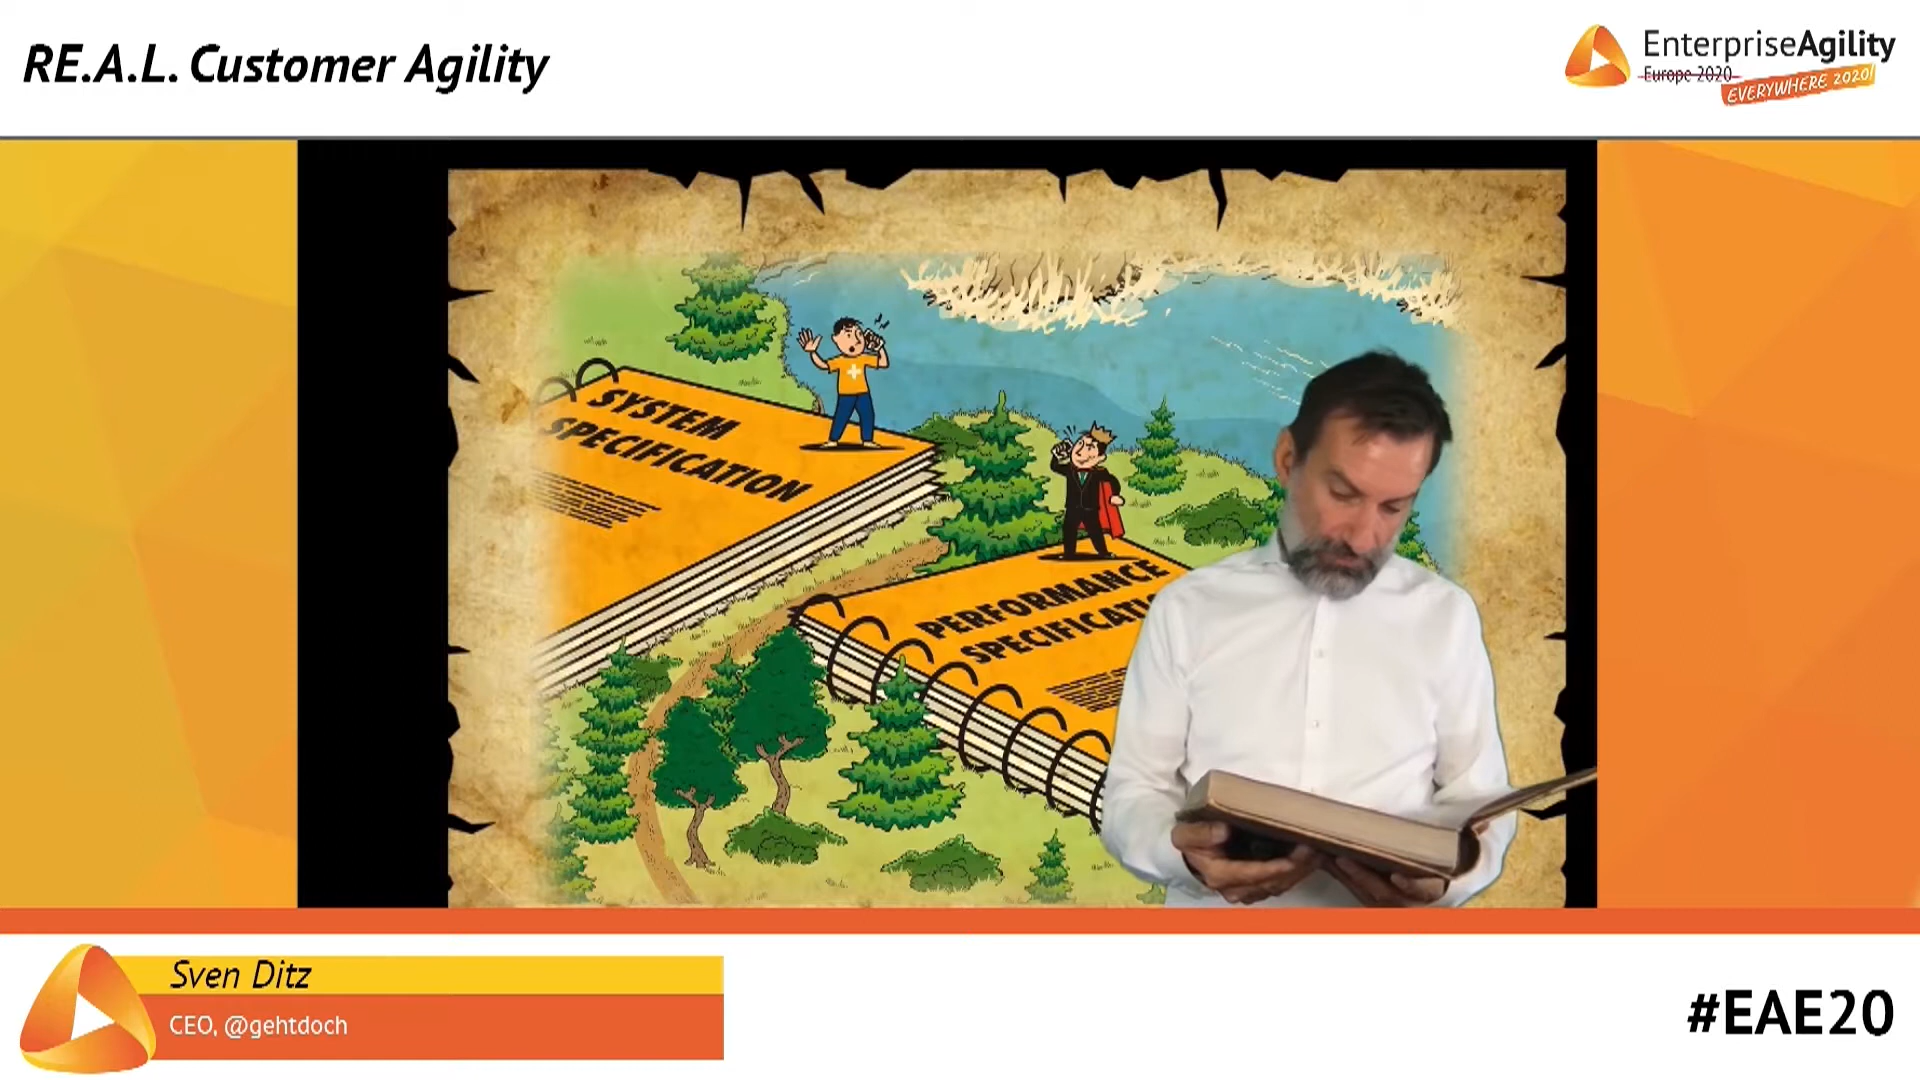 RE.A.L. Customer Agility
EnterpriseAgility
Europe 2020
EVERYWHERE 2020!
SYSTEM
SPECIFICATION
PERFORMANCE
Sven Ditz
CEO, @gehtdoch
#EAE20